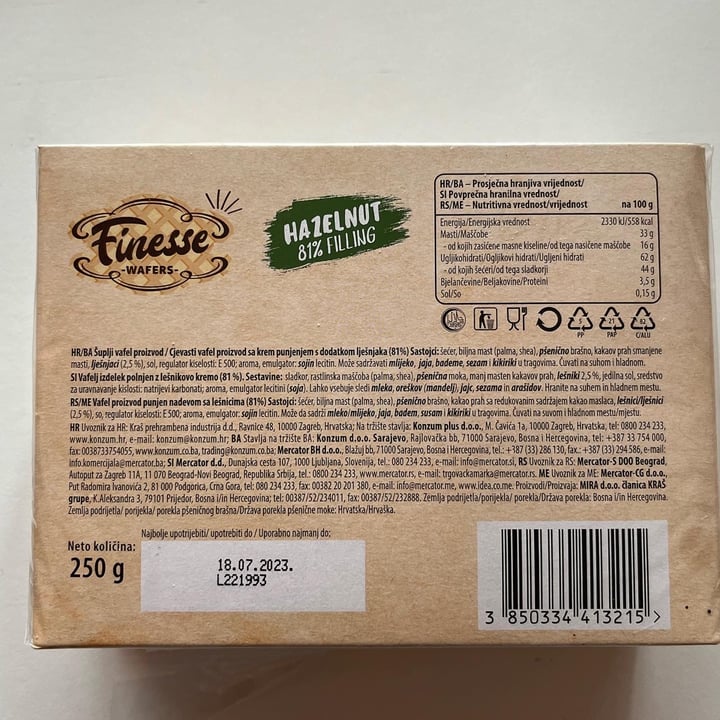 Finesse
-WAFERS-
HAZELNUT
81% FILLING
HR/BA – Prosječna hranjiva vrijednost/
SI Povprečna hranilna vrednost/
RS/ME – Nutritivna vrednost/vrijednost na 100 g
Energija/Energijska vrednost 2330 kJ/558 kcal
Masti/Maščobe 33 g
- od kojih zasićene masne kiseline/od tega nasičene maščobe 16 g
Ugljikohidrati/Ogljikovi hidrati/Ugljeni hidrati 62 g
- od kojih šećeri/od tega sladkorji 44 g
Bjelančevine/Beljakovine/Proteini 3,5 g
Sol/So 0,15 g
5
PP
21
PAP
82
C/ALU
HR/BA Šuplji vafel proizvod / Cjevasti vafel proizvod sa krem punjenjem s dodatkom lješnjaka (81%) Sastojci: šećer, biljna mast (palma, shea), pšenično brašno, kakaov prah smanjene
masti, lješnjaci (2,5 %), sol, regulator kiselosti: E 500; aroma, emulgator: sojin lecitin. Može sadržavati mlijeko, jaja, bademe, sezam i kikiriki u tragovima. Čuvati na suhom i hladnom.
SI Vafelj izdelek polnjen z lešnikovo kremo (81 %). Sestavine: sladkor, rastlinska maščoba (palma, shea), pšenična moka, manj masten kakavov prah, lešniki 2,5 %, jedilna sol, sredstvo
za uravnavanje kislosti: natrijevi karbonati; aroma, emulgator lecitini (soja). Lahko vsebuje sledi mleka, oreškov (mandelj), jajc, sezama in arašidov. Hranite na suhem in hladnem mestu.
RS/ME Vafel proizvod punjen nadevom sa lešnicima (81%) Sastojci: šećer, biljna mast (palma, shea), pšenično brašno, kakao prah sa redukovanim sadržajem kakao maslaca, lešnici/lješnici
(2,5 %), so, regulator kiselosti: E 500; aroma, emulgator: sojin lecitin. Može da sadrži mleko/mlijeko, jaja, badem, susam i kikiriki u tragovima. Čuvati na suvom i hladnom mestu/mjestu.
HR Uvoznik za HR: Kraš prehrambena industrija d.d., Ravnice 48, 10000 Zagreb, Hrvatska; Na tržište stavlja: Konzum plus d.o.o., M. Čavića 1a, 10000 Zagreb, Hrvatska, tel: 0800 400 000,
www.konzum.hr, e-mail: konzum@konzum.hr; BA Stavlja na tržište BA: Konzum d.o.o. Sarajevo, Rajlovačka bb, 71000 Sarajevo, Bosna i Hercegovina, tel: +387 33 754 000,
fax: 0038733754055, www.konzum.co.ba, trading@konzum.co.ba; Mercator BH d.o.o., Blažuj bb, 71000 Sarajevo, Bosna i Hercegovina, tel.: +387 (33) 286 130, fax.: +387 (33) 294 586, e-mail:
info.komercijala@mercator.ba; SI Mercator d.d., Dunajska cesta 107, 1000 Ljubljana, Slovenija, tel.: 080 234 233, e-mail: info@mercator.si, RS Uvoznik za RS: Mercator-S DOO Beograd,
Autoput za Zagreb 11A, 11 070 Beograd-Novi Beograd, Republika Srbija, tel.: 0800 234 233, www.mercator.rs, e-mail: trgovackamarka@mercator.rs. ME Uvoznik za ME: Mercator-CG d.o.o.,
Put Radomira Ivanovića 2, 81 000 Podgorica, Crna Gora, tel: 080 234 233, fax: 00382 20 201 380, e-mail: info@mercator.me, www.idea.co.me. Proizvodi/Proizvaja: MIRA d.o.o. članica KRAŠ
grupe, K.Aleksandra 3, 79101 Prijedor, Bosna i/in Hercegovina; tel; 00387/52/234011, fax: 00387/52/232888. Zemlja podrijetla/porijekla/ porekla/Država porekla: Bosna i/in Hercegovina.
Zemlja podrijetla/porijekla/ porekla pšeničnog brašna/Država porekla pšenične moke: Hrvatska/Hrvaška.
Najbolje upotrijebiti/ upotrebiti do / Uporabno najmanj do:
Neto količina:
250 g
18.07.2023.
L221993
3 850334 413215 >